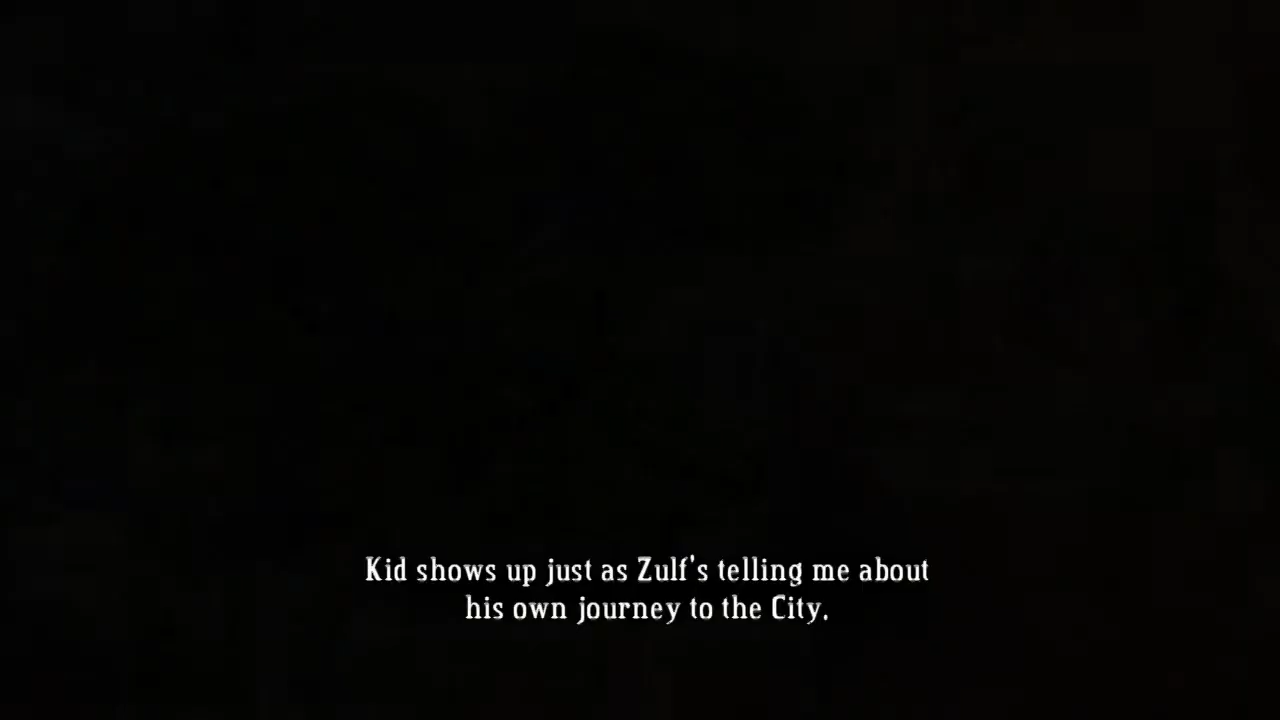 Kid shows up just as Zulf's telling me about
his own journey to the City.